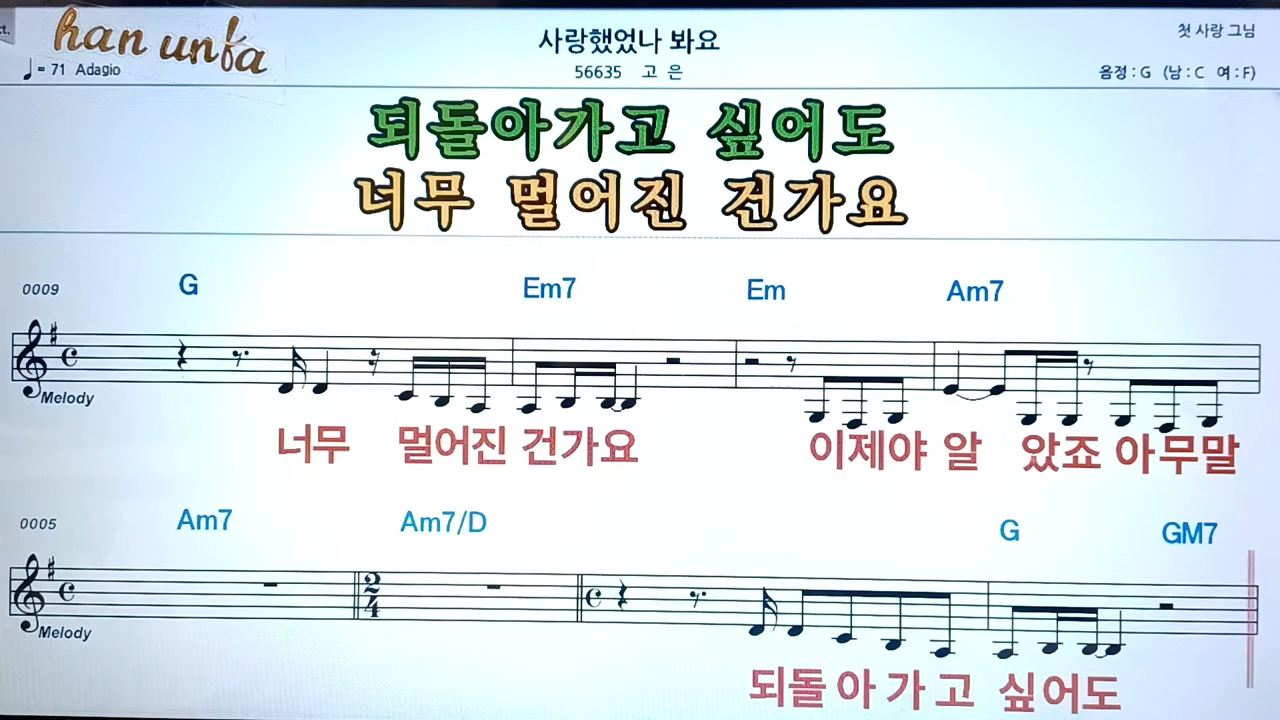 ct.
han unfa
사랑했었나 봐요
첫 사랑 그님
♩= 71 Adagio
56635 고 은
음정 : G (남 : C 여 : F)
되돌아가고 싶어도
너무 멀어진 건가요
0009 G Em7 Em Am7
Melody
너무 멀어진 건가요 이제야 알 았죠 아무말
0005 Am7 Am7/D G GM7
2
4
Melody
되돌아가고 싶어도